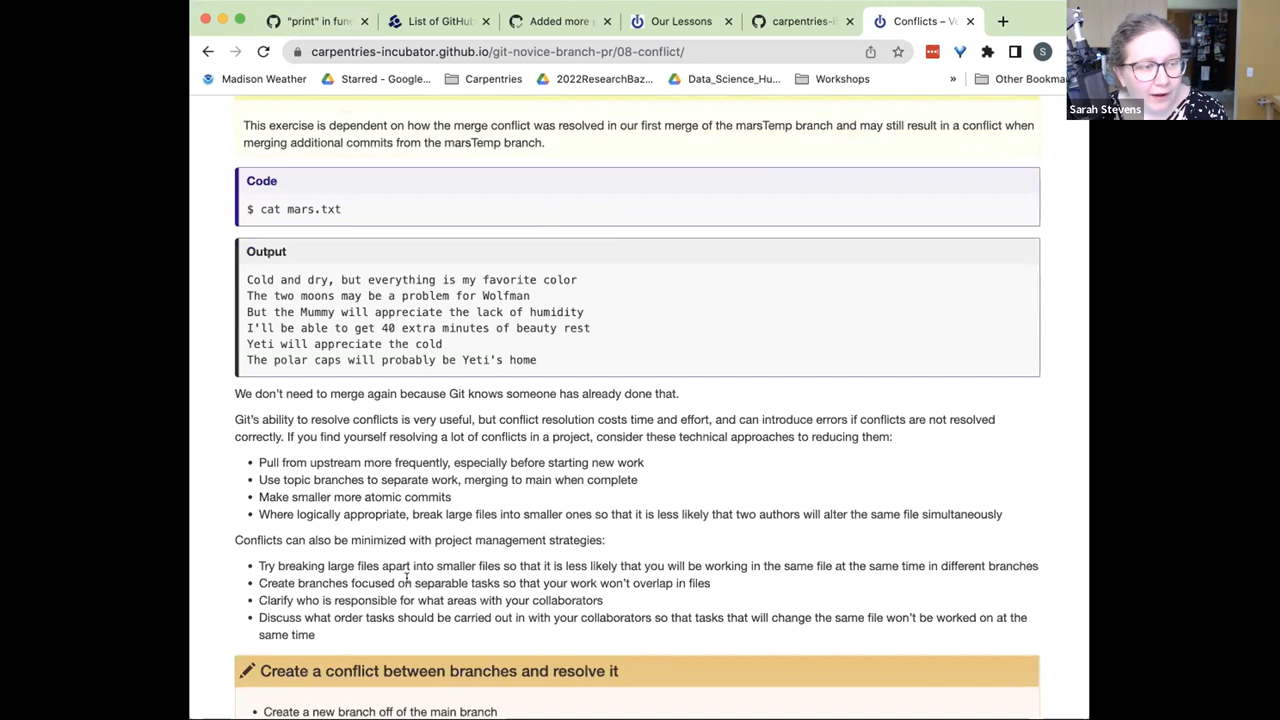 "print" in fun
List of GitHub
Added more g
Our Lessons
carpentries-i
Conflicts – Ve
carpentries-incubator.github.io/git-novice-branch-pr/08-conflict/
S
Madison Weather
Starred - Google...
Carpentries
2022ResearchBaz...
Data_Science_Hu...
Workshops
»
Other Bookma
Sarah Stevens
This exercise is dependent on how the merge conflict was resolved in our first merge of the marsTemp branch and may still result in a conflict when
merging additional commits from the marsTemp branch.
Code
$ cat mars.txt
Output
Cold and dry, but everything is my favorite color
The two moons may be a problem for Wolfman
But the Mummy will appreciate the lack of humidity
I'll be able to get 40 extra minutes of beauty rest
Yeti will appreciate the cold
The polar caps will probably be Yeti's home
We don't need to merge again because Git knows someone has already done that.
Git's ability to resolve conflicts is very useful, but conflict resolution costs time and effort, and can introduce errors if conflicts are not resolved
correctly. If you find yourself resolving a lot of conflicts in a project, consider these technical approaches to reducing them:
• Pull from upstream more frequently, especially before starting new work
• Use topic branches to separate work, merging to main when complete
• Make smaller more atomic commits
• Where logically appropriate, break large files into smaller ones so that it is less likely that two authors will alter the same file simultaneously
Conflicts can also be minimized with project management strategies:
• Try breaking large files apart into smaller files so that it is less likely that you will be working in the same file at the same time in different branches
• Create branches focused on separable tasks so that your work won't overlap in files
• Clarify who is responsible for what areas with your collaborators
• Discuss what order tasks should be carried out in with your collaborators so that tasks that will change the same file won't be worked on at the
same time
Create a conflict between branches and resolve it
• Create a new branch off of the main branch